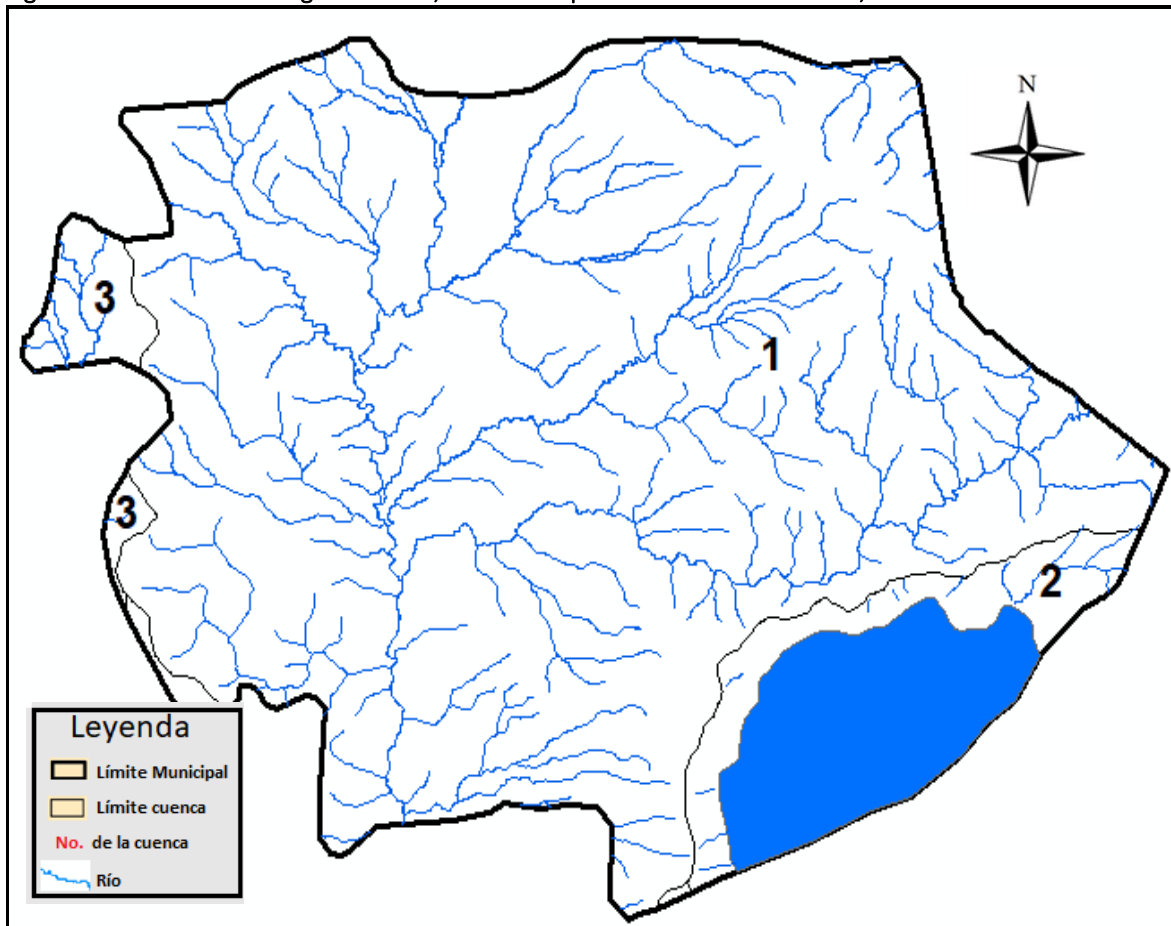 N
3
1
3
2
Leyenda
Límite Municipal
Límite cuenca
No. de la cuenca
Río